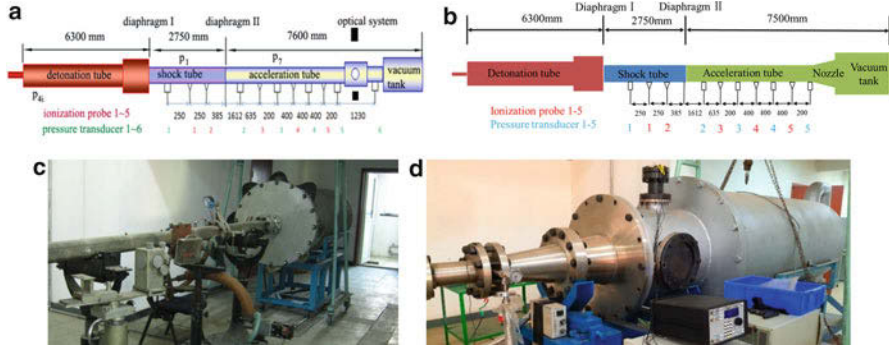 a
diaphragm I
diaphragm II
optical system
6300 mm
2750 mm
7600 mm
p1
p7
detonation tube
shock tube
acceleration tube
vacuum
tank
p4i
ionization probe 1~5
pressure transducer 1~6
250 250 385 1612 635 200 400 400 400 200 1230
1 1 2 2 3 3 4 4 5 5 6
b
Diaphragm I
Diaphragm II
6300mm
2750mm
7500mm
Detonation tube
Shock tube
Acceleration tube
Nozzle
Vacuum
tank
Ionization probe 1-5
Pressure transducer 1-5
250 250 385 1612 635 200 400 400 400 200
1 1 2 2 3 3 4 4 5 5
c
d